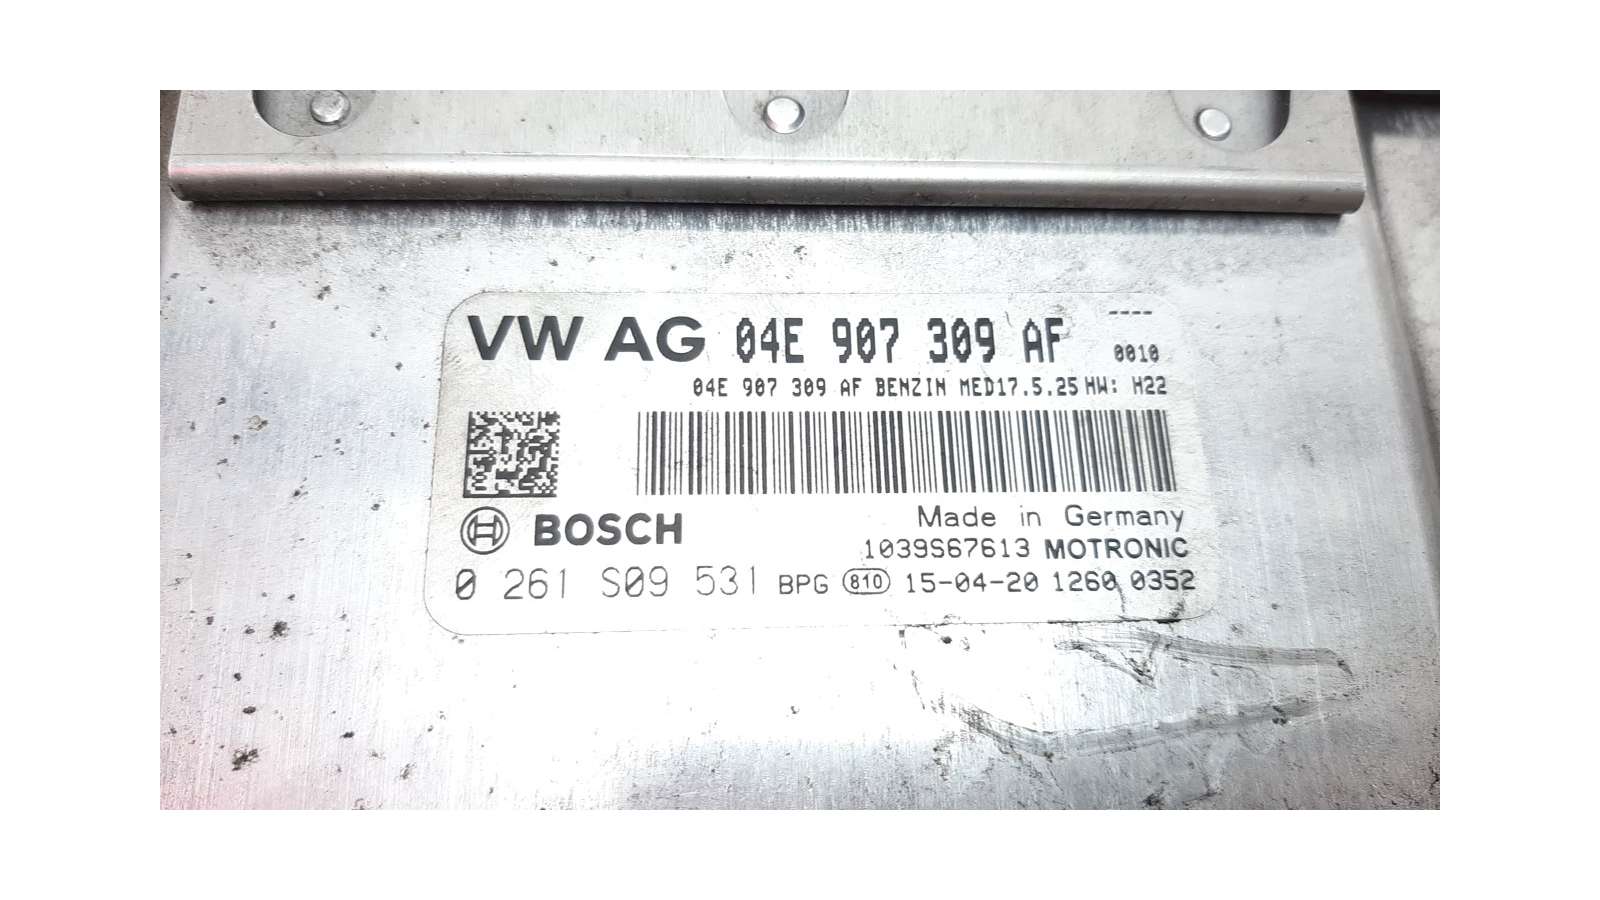 VW AG 04E 907 309 AF ----
0010
04E 907 309 AF BENZIN MED17.5.25 HW: H22
BOSCH
Made in Germany
1039S67613 MOTRONIC
0 261 S09 531 BPG 810 15-04-20 1260 0352